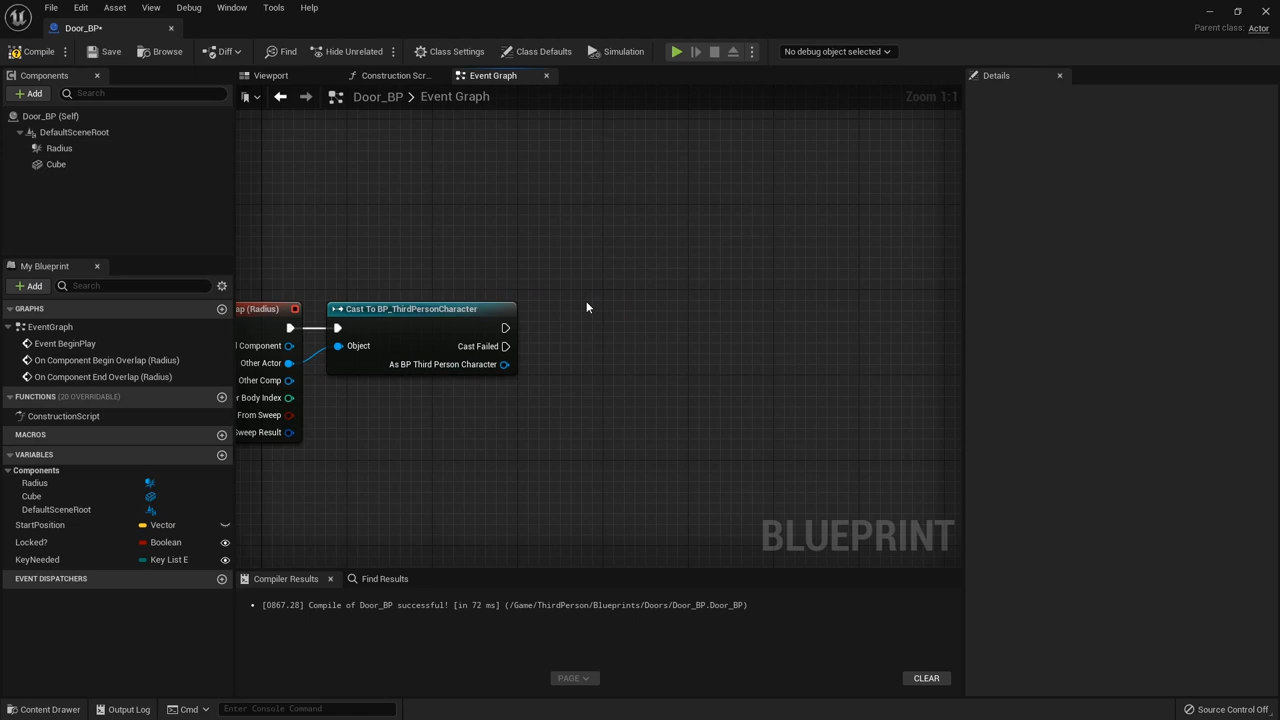 File Edit Asset View Debug Window Tools Help
Door_BP*
Parent class: Actor
Compile Save Browse Diff Find Hide Unrelated Class Settings Class Defaults Simulation No debug object selected
Components
Viewport Construction Scr... Event Graph
Details
Add Search
Door_BP > Event Graph
Zoom 1:1
Door_BP (Self)
DefaultSceneRoot
Radius
Cube
My Blueprint
Add Search
GRAPHS
EventGraph
Event BeginPlay
On Component Begin Overlap (Radius)
On Component End Overlap (Radius)
FUNCTIONS (20 OVERRIDABLE)
ConstructionScript
MACROS
VARIABLES
Components
Radius
Cube
DefaultSceneRoot
StartPosition Vector
Locked? Boolean
KeyNeeded Key List E
EVENT DISPATCHERS
ap (Radius)
d Component
Other Actor
Other Comp
r Body Index
From Sweep
Sweep Result
Cast To BP_ThirdPersonCharacter
Object
Cast Failed
As BP Third Person Character
BLUEPRINT
Compiler Results Find Results
[0867.28] Compile of Door_BP successful! [in 72 ms] (/Game/ThirdPerson/Blueprints/Doors/Door_BP.Door_BP)
PAGE
CLEAR
Content Drawer Output Log Cmd Enter Console Command
Source Control Off